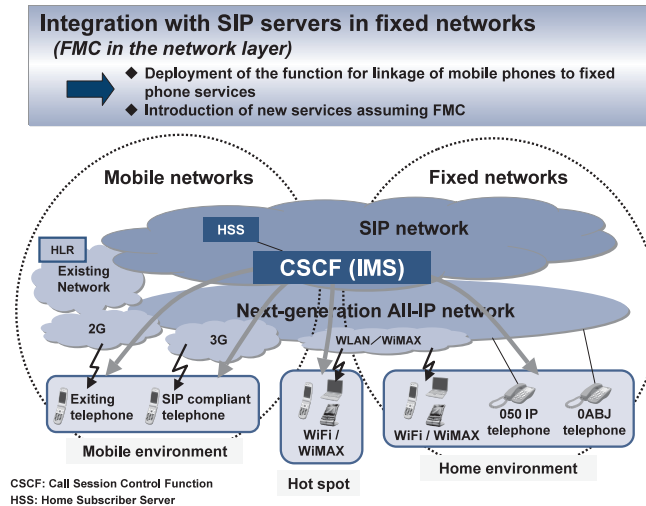 Integration with SIP servers in fixed networks
(FMC in the network layer)
◆ Deployment of the function for linkage of mobile phones to fixed
phone services
◆ Introduction of new services assuming FMC
Mobile networks
Fixed networks
HSS
SIP network
HLR
Existing
Network
CSCF (IMS)
Next-generation All-IP network
2G
3G
WLAN／WiMAX
Exiting
telephone
SIP compliant
telephone
WiFi /
WiMAX
WiFi / WiMAX
050 IP
telephone
0ABJ
telephone
Mobile environment
Hot spot
Home environment
CSCF: Call Session Control Function
HSS: Home Subscriber Server